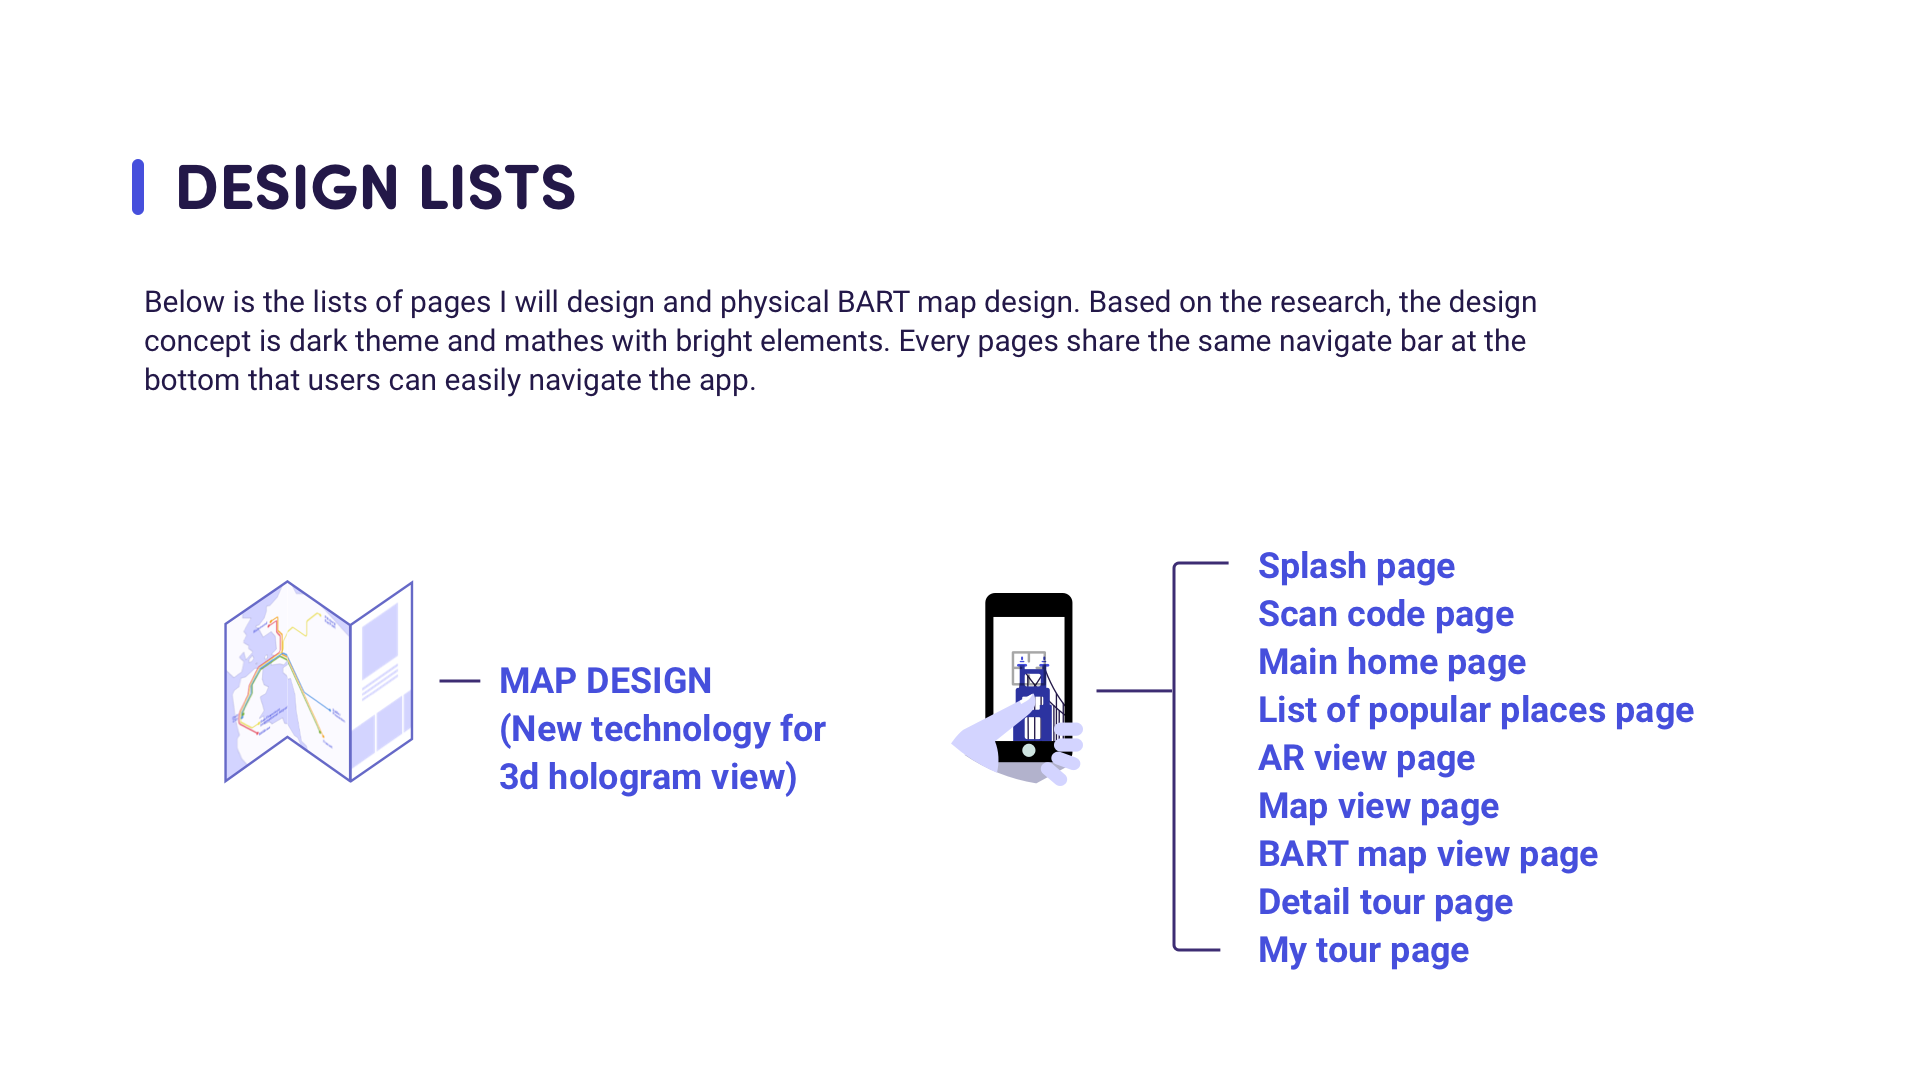 DESIGN LISTS
Below is the lists of pages I will design and physical BART map design. Based on the research, the design
concept is dark theme and mathes with bright elements. Every pages share the same navigate bar at the
bottom that users can easily navigate the app.
MAP DESIGN
(New technology for
3d hologram view)
Splash page
Scan code page
Main home page
List of popular places page
AR view page
Map view page
BART map view page
Detail tour page
My tour page